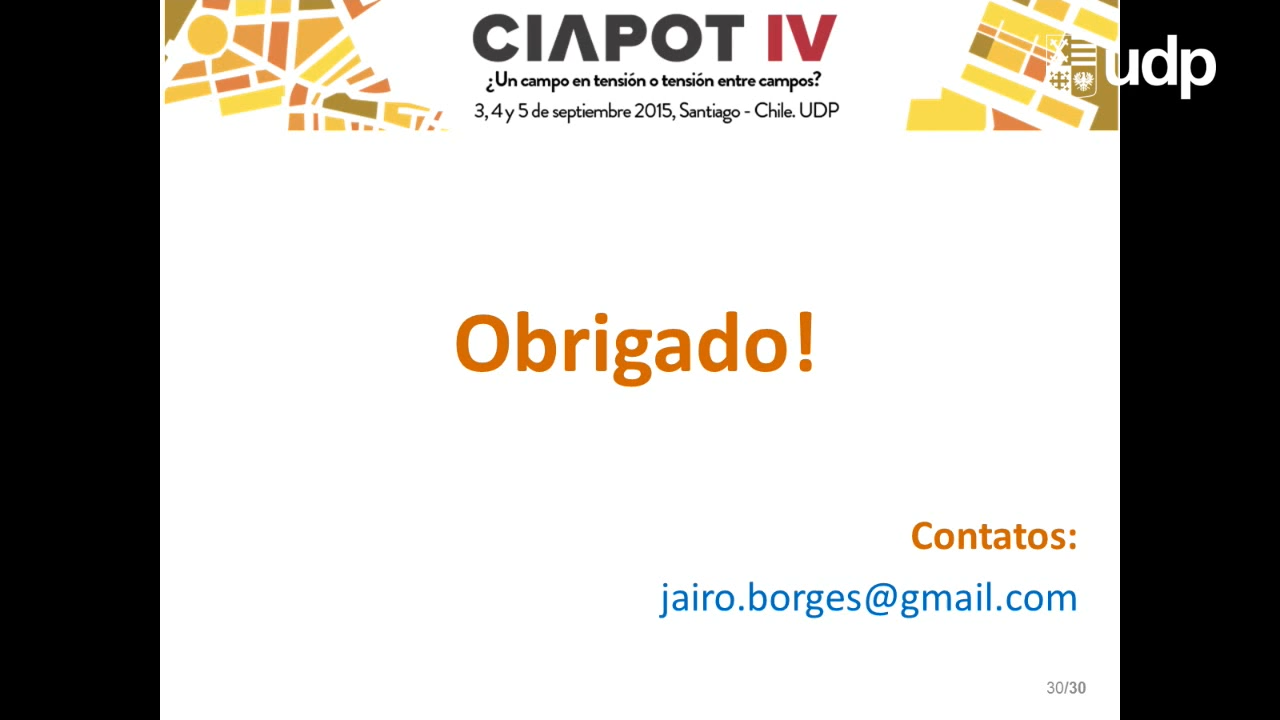 CIAPOT IV
¿Un campo en tensión o tensión entre campos?
3, 4 y 5 de septiembre 2015, Santiago - Chile. UDP
udp
Obrigado!
Contatos:
jairo.borges@gmail.com
30/30